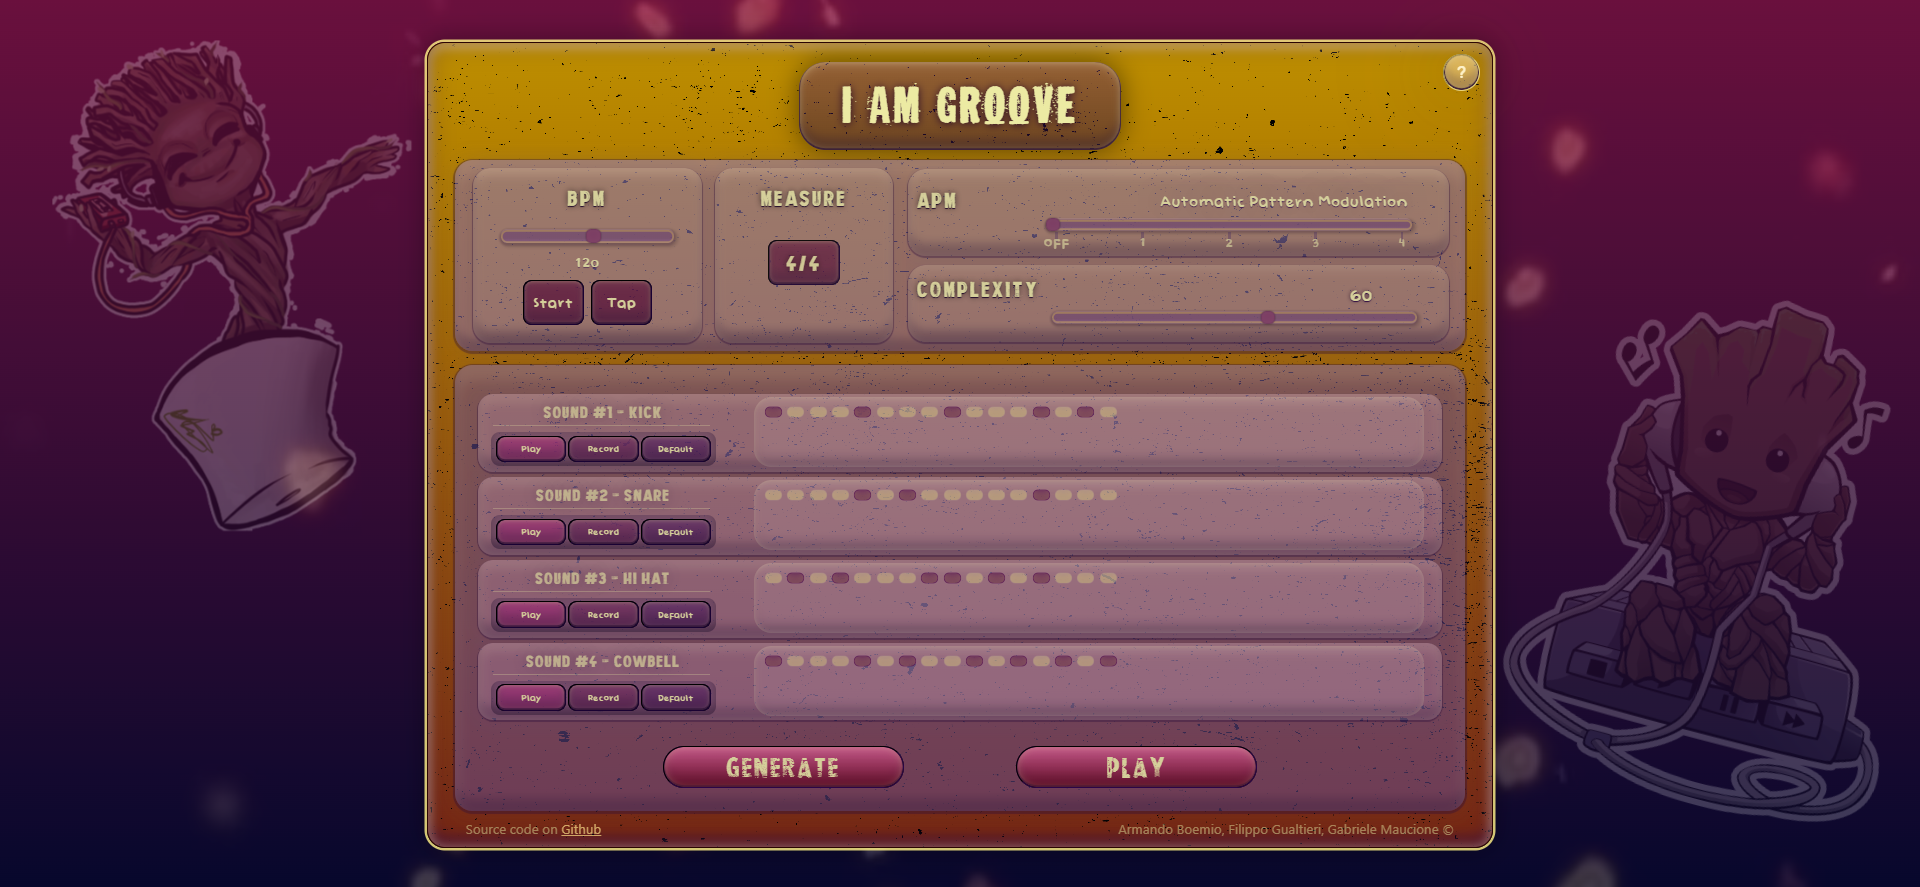 I AM GROOVE
?
BPM
120
Start Tap
MEASURE
4/4
APM
Automatic Pattern Modulation
OFF 1 2 3 4
COMPLEXITY
60
SOUND #1 - KICK
Play Record Default
SOUND #2 - SNARE
Play Record Default
SOUND #3 - HI HAT
Play Record Default
SOUND #4 - COWBELL
Play Record Default
GENERATE PLAY
Source code on Github
Armando Boemio, Filippo Gualtieri, Gabriele Maucione ©